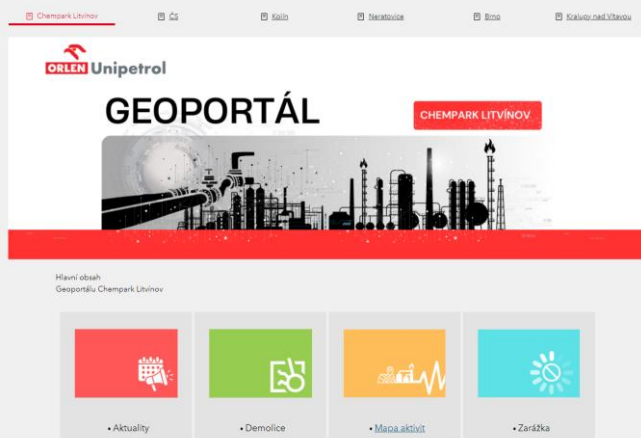 Chempark Litvínov
ČS
Kolín
Neratovice
Brno
Kralupy nad Vltavou
ORLEN Unipetrol
GEOPORTÁL
CHEMPARK LITVÍNOV
Hlavní obsah
Geoportálu Chempark Litvínov
• Aktuality
• Demolice
• Mapa aktivit
• Zarážka